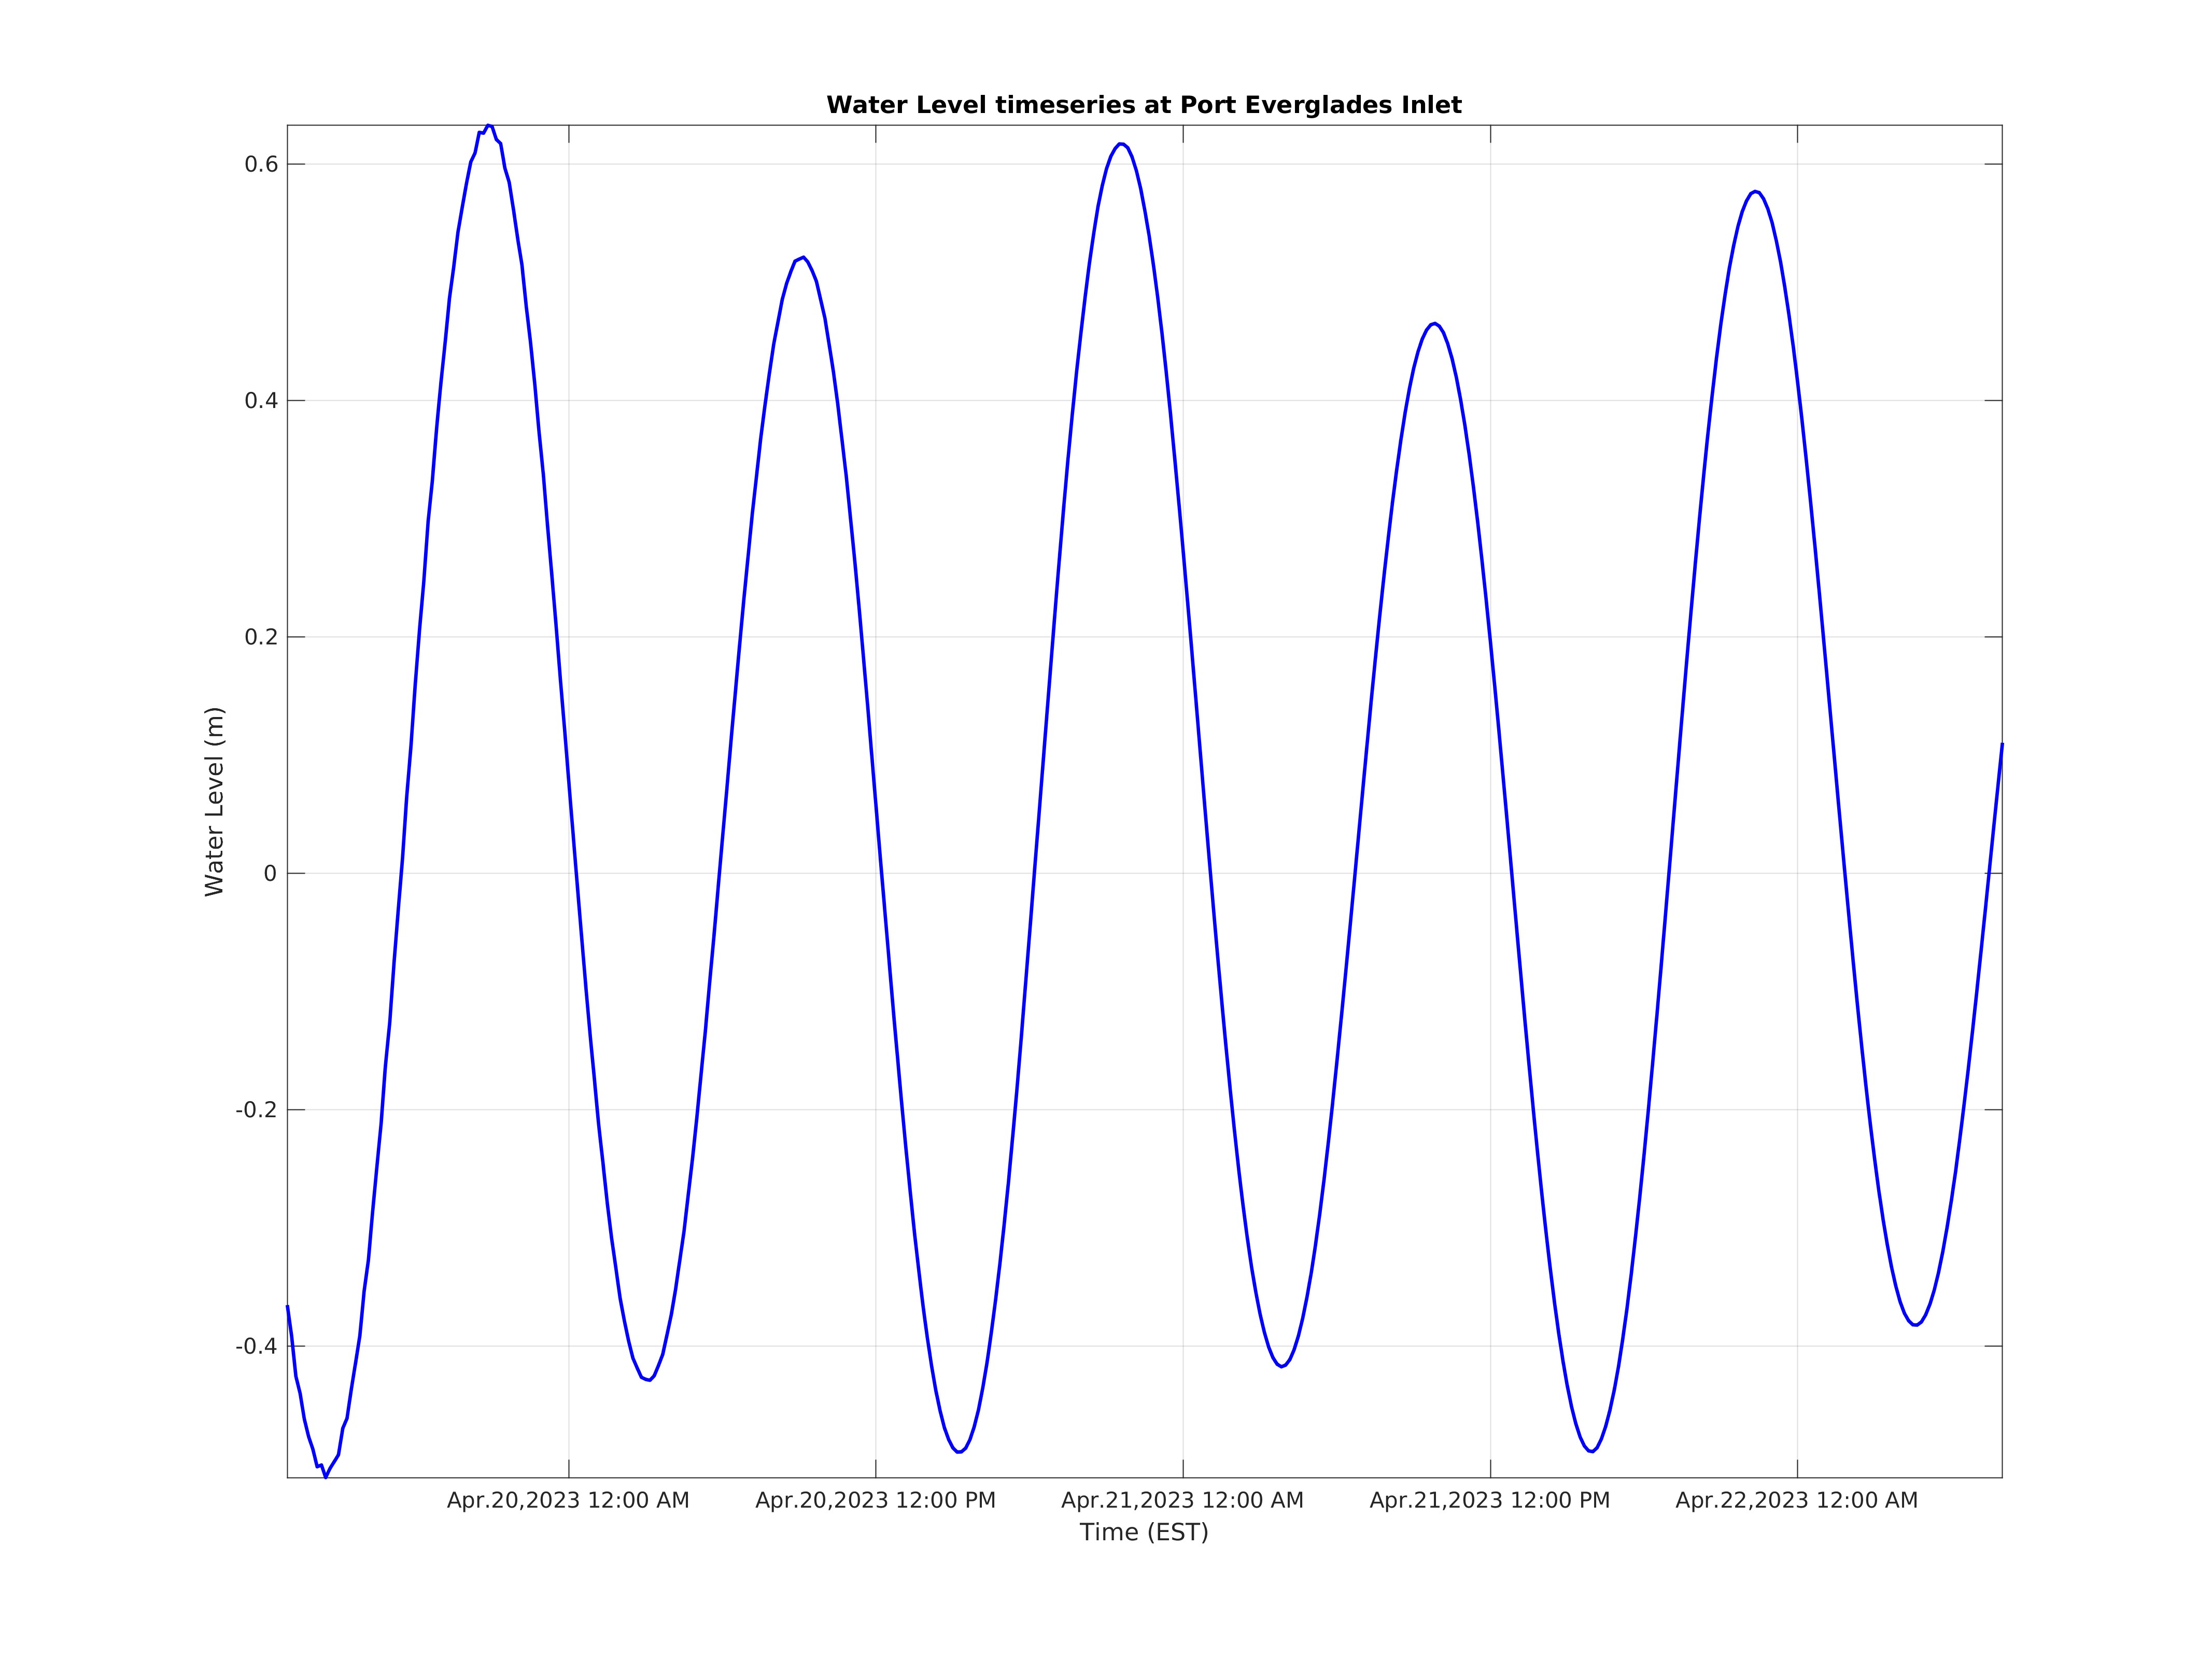 Water Level timeseries at Port Everglades Inlet
0.6
0.4
0.2
0
-0.2
-0.4
Water Level (m)
Apr.20,2023 12:00 AM
Apr.20,2023 12:00 PM
Apr.21,2023 12:00 AM
Apr.21,2023 12:00 PM
Apr.22,2023 12:00 AM
Time (EST)